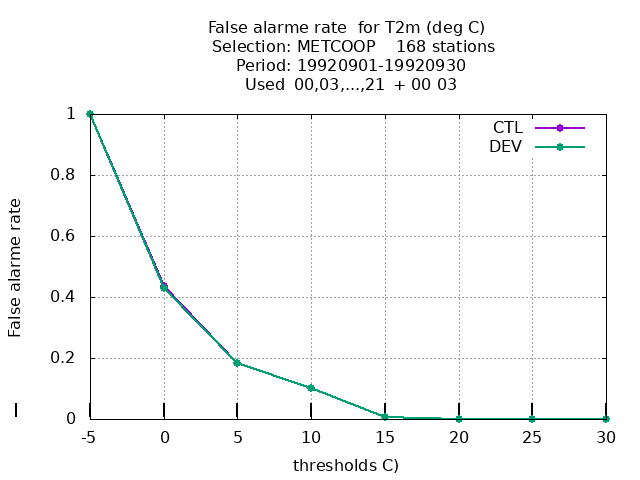 False alarme rate for T2m (deg C)
Selection: METCOOP 168 stations
Period: 19920901-19920930
Used 00,03,...,21 + 00 03
CTL
DEV
False alarme rate
1
0.8
0.6
0.4
0.2
0
-5 0 5 10 15 20 25 30
thresholds C)